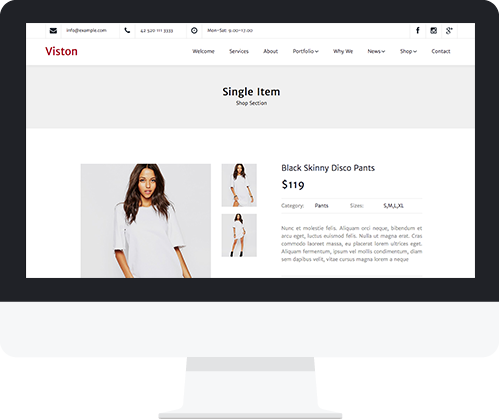 info@example.com 42 520 111 3333 Mon-Sat: 9.00-17.00
Viston Welcome Services About Portfolio Why We News Shop Contact
Single Item
Shop Section
Black Skinny Disco Pants
$119
Category: Pants Sizes: S,M,L,XL
Nunc et molestie felis. Aliquam orci neque, bibendum et
arcu eget, luctus euismod felis. Nulla ut magna erat. Cras
commodo laoreet massa, eu placerat lorem ultrices eget.
Aliquam fermentum, ipsum vel mollis condimentum, diam
sem dapibus velit, vitae cursus magna lorem a neque